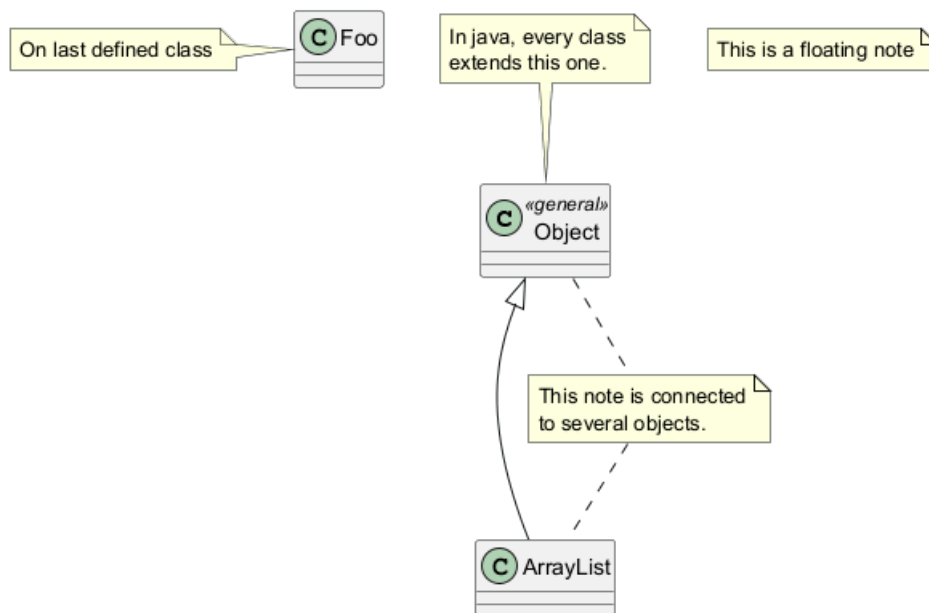 On last defined class
C Foo
In java, every class
extends this one.
This is a floating note
«general»
C Object
This note is connected
to several objects.
C ArrayList